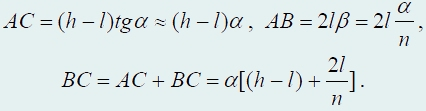 AC = (h − l)tgα ≈ (h − l)α , AB = 2lβ = 2l α/n ,
BC = AC + BC = α[(h − l) + 2l/n] .